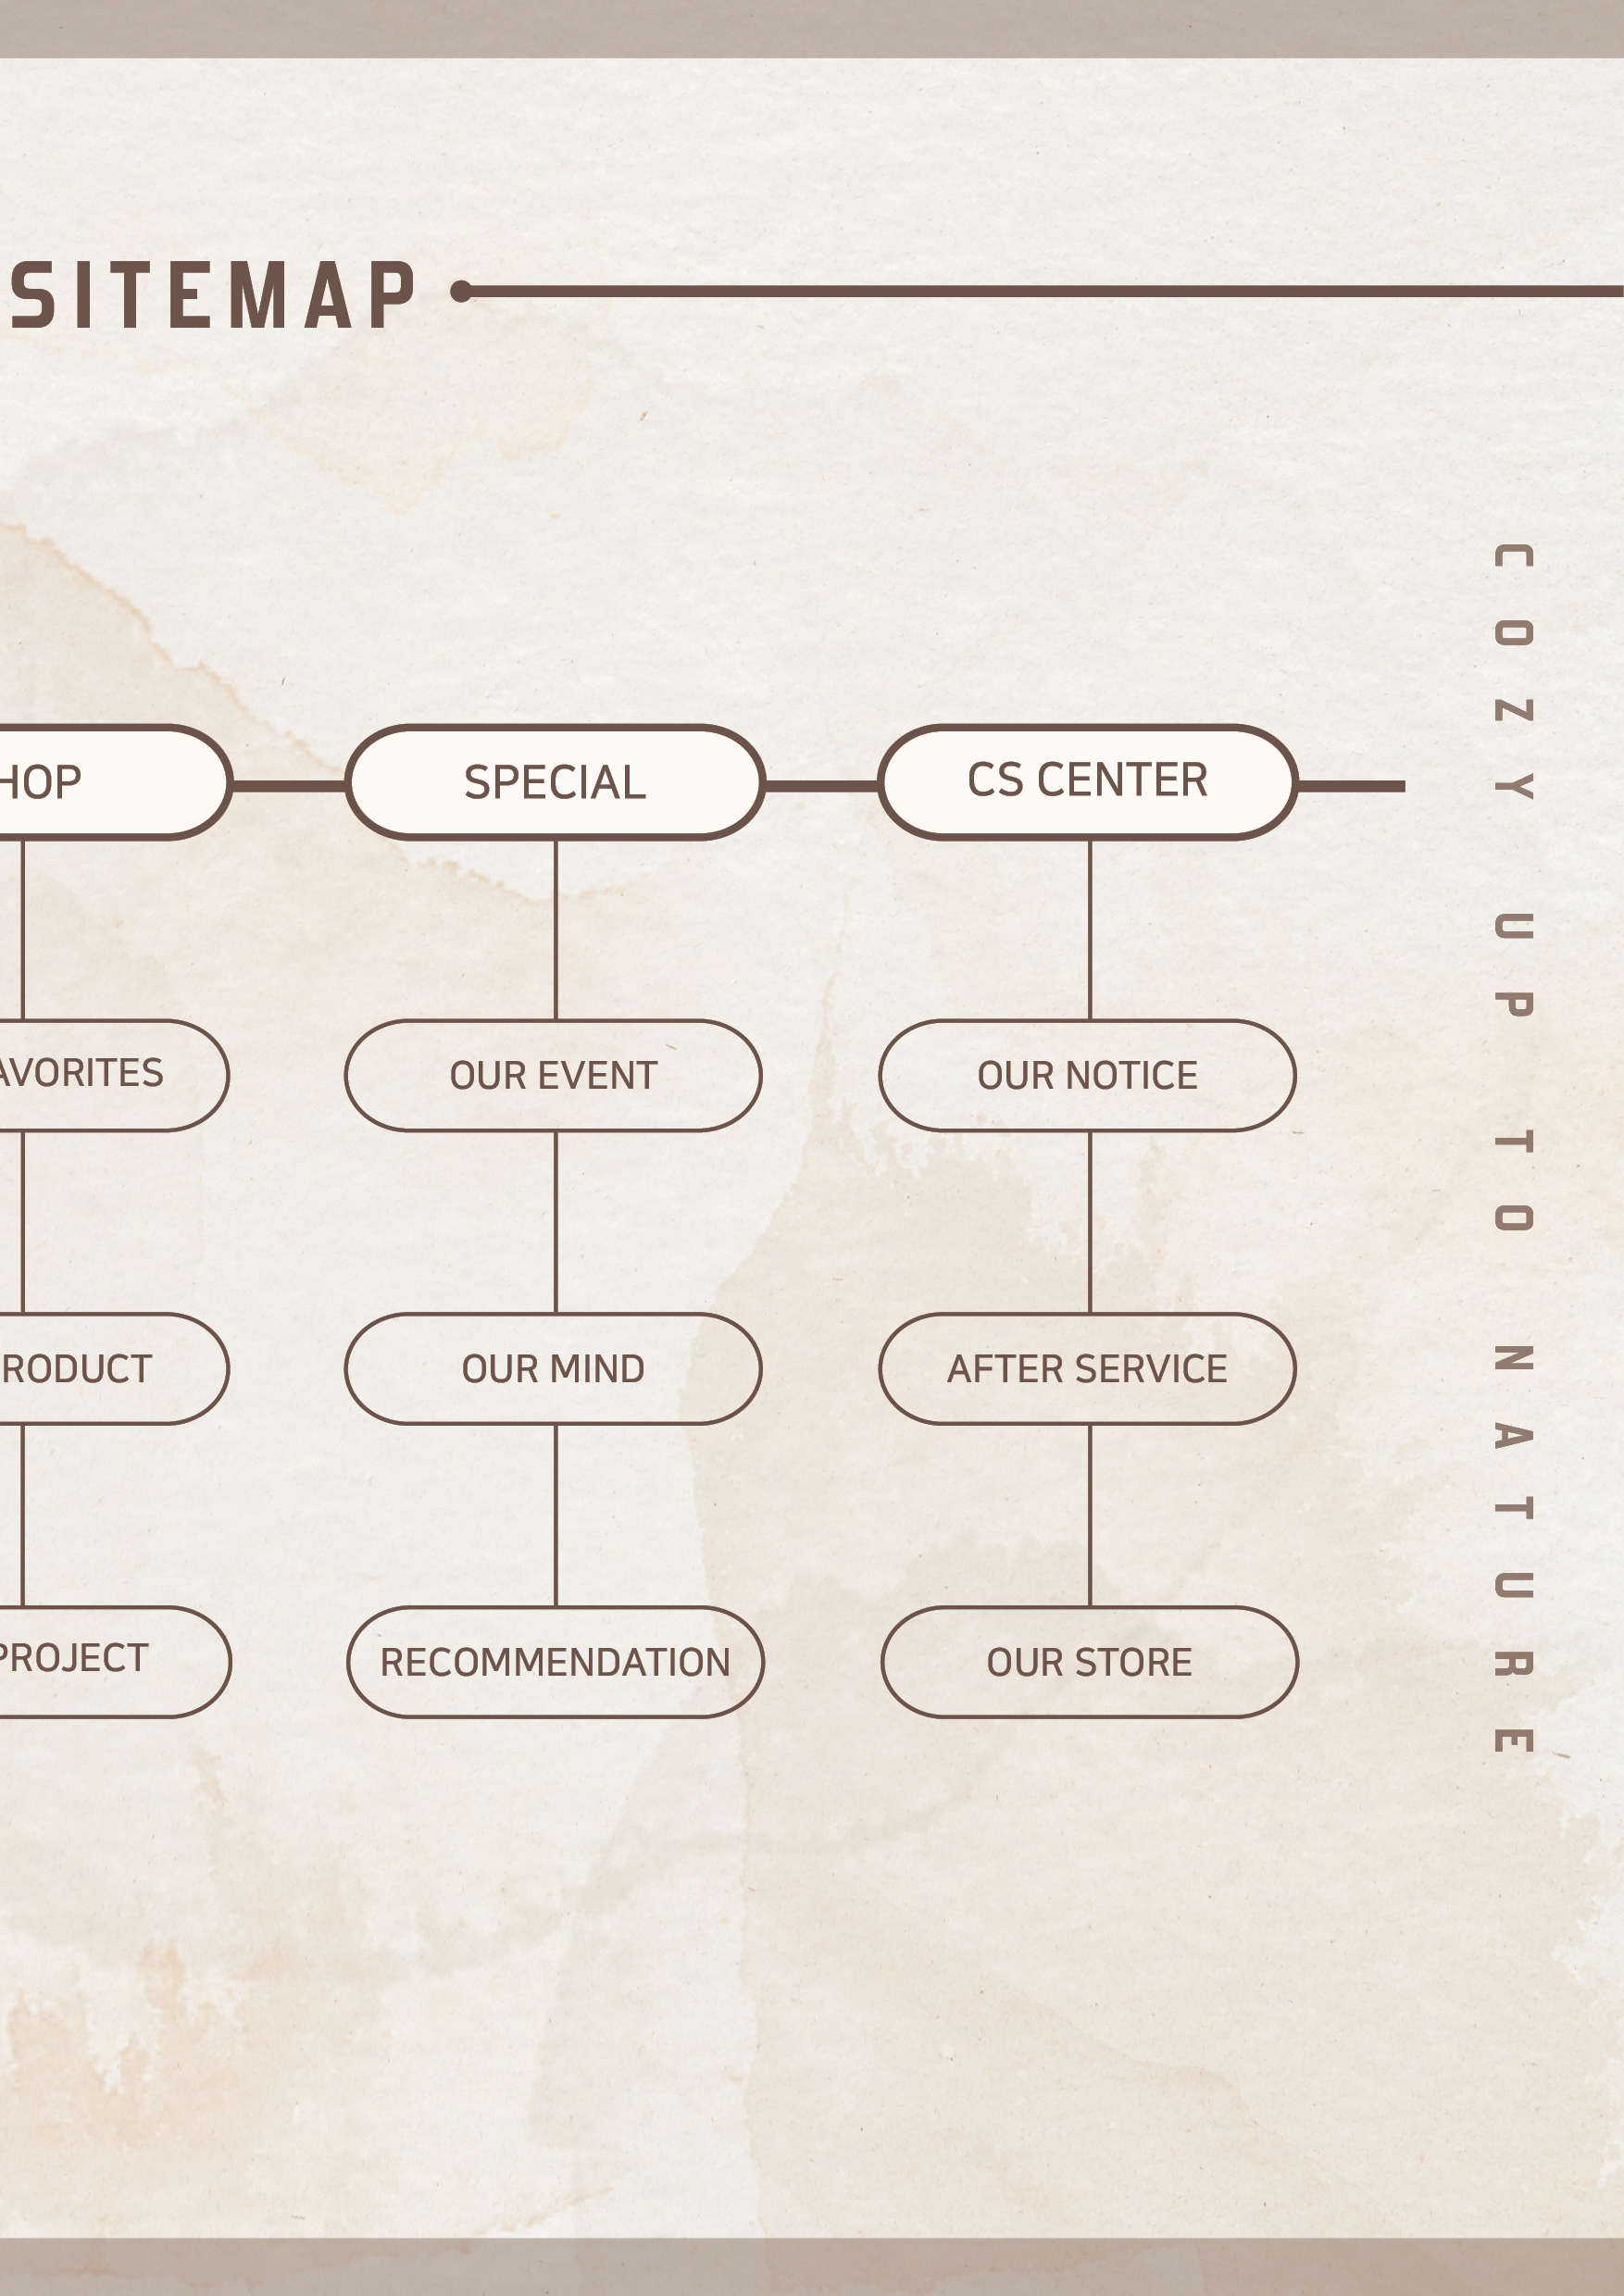 SITEMAP
HOP
SPECIAL
CS CENTER
AVORITES
OUR EVENT
OUR NOTICE
RODUCT
OUR MIND
AFTER SERVICE
PROJECT
RECOMMENDATION
OUR STORE
COZY UP TO NATURE